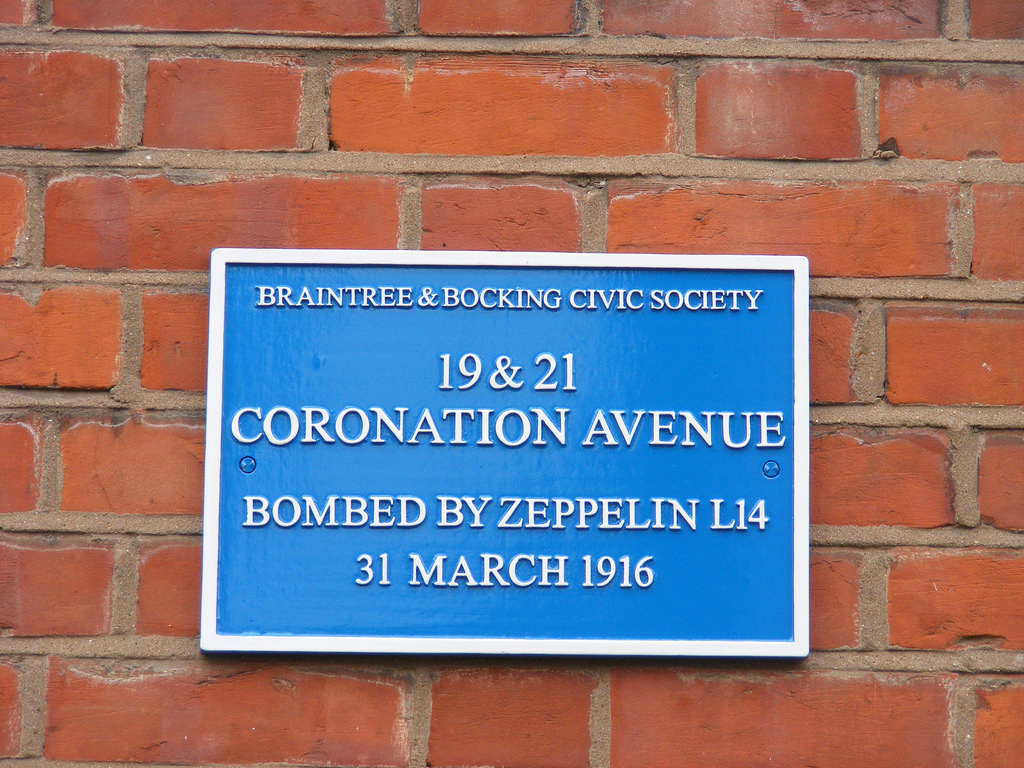 BRAINTREE & BOCKING CIVIC SOCIETY
19 & 21
CORONATION AVENUE
BOMBED BY ZEPPELIN L14
31 MARCH 1916